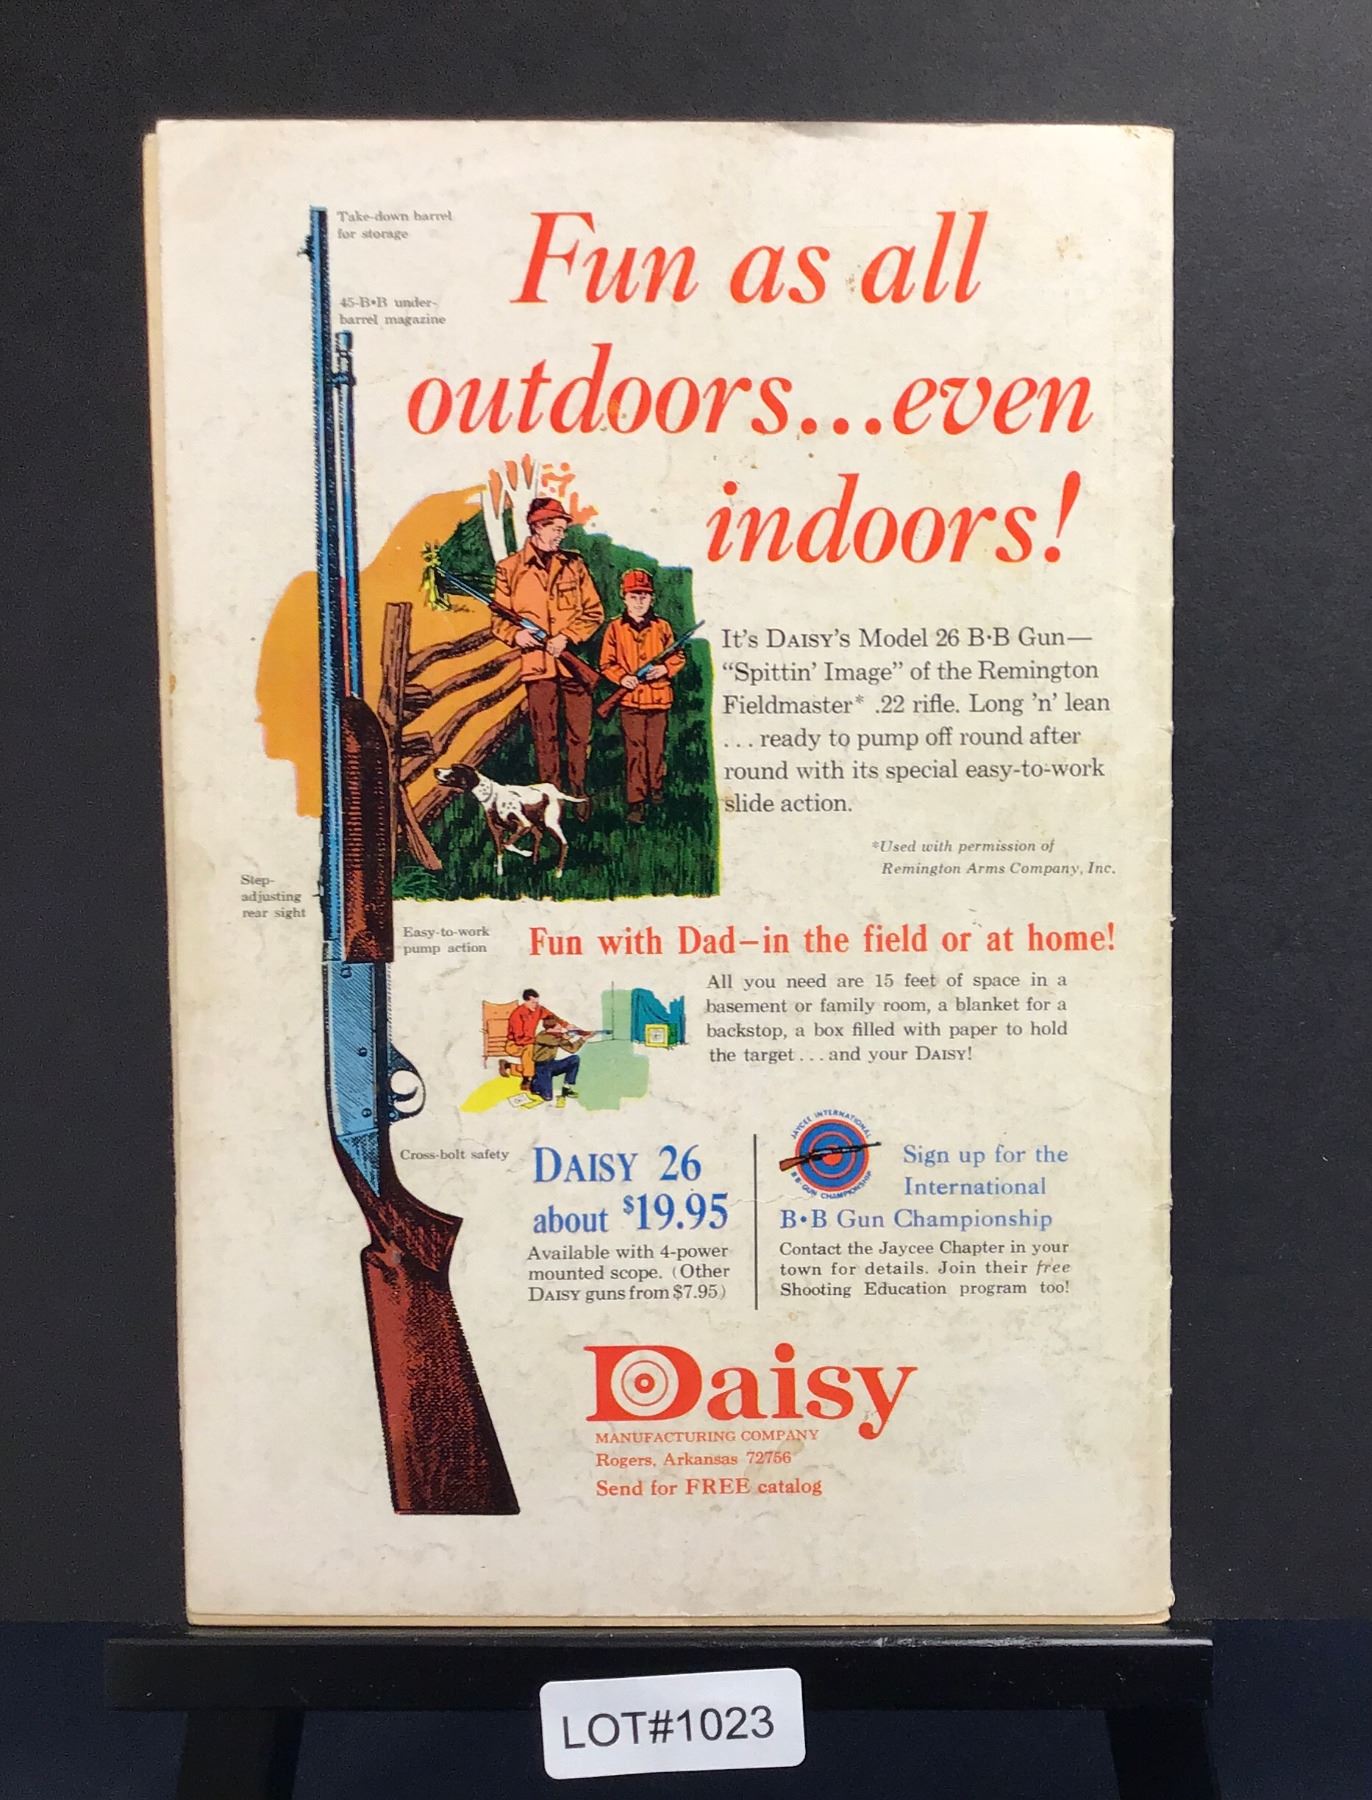 Take-down barrel
for storage
Fun as all
45-B•B under-
barrel magazine
outdoors...even
indoors!
It's DAISY's Model 26 B•B Gun—
"Spittin' Image" of the Remington
Fieldmaster* .22 rifle. Long 'n' lean
...ready to pump off round after
round with its special easy-to-work
slide action.
*Used with permission of
Remington Arms Company, Inc.
Step-
adjusting
rear sight
Easy-to-work
pump action
Fun with Dad—in the field or at home!
All you need are 15 feet of space in a
basement or family room, a blanket for a
backstop, a box filled with paper to hold
the target...and your DAISY!
Cross-bolt safety
DAISY 26
about $19.95
Available with 4-power
mounted scope. (Other
DAISY guns from $7.95)
JAYCEE INTERNATIONAL
B•B GUN CHAMPIONSHIP
Sign up for the
International
B•B Gun Championship
Contact the Jaycee Chapter in your
town for details. Join their free
Shooting Education program too!
Daisy
MANUFACTURING COMPANY
Rogers, Arkansas 72756
Send for FREE catalog
LOT#1023